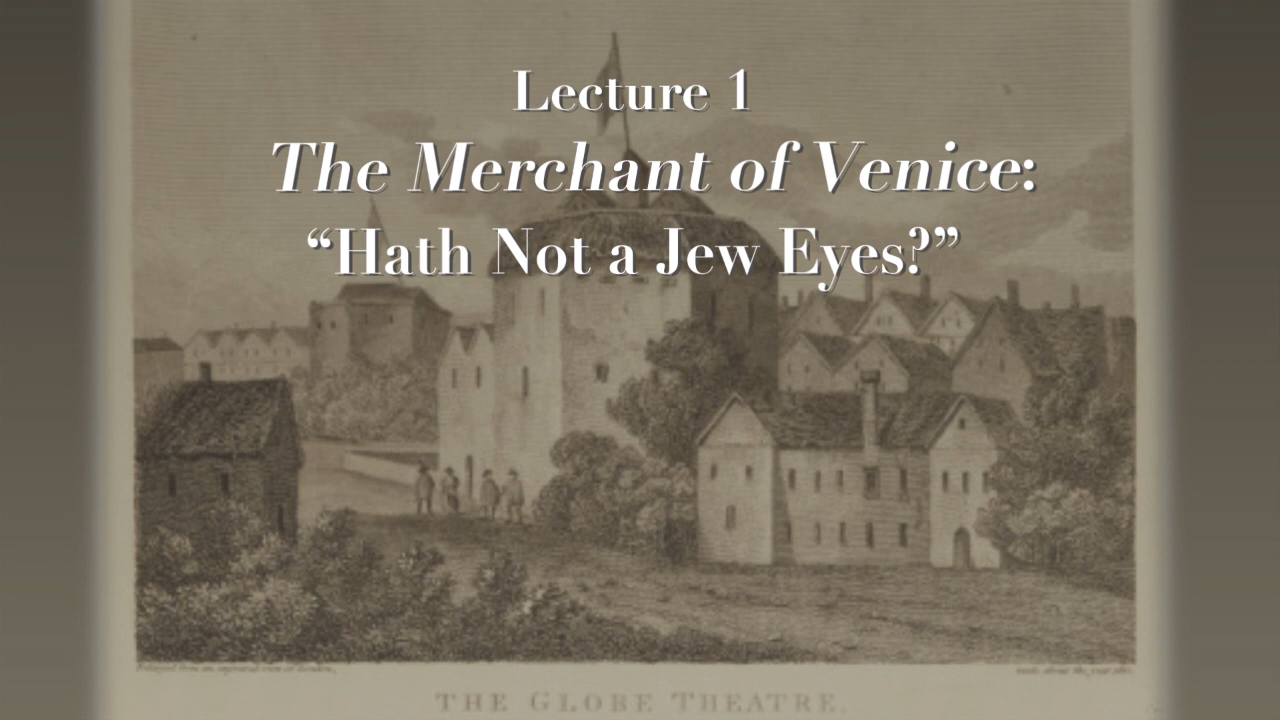 Lecture 1
The Merchant of Venice:
“Hath Not a Jew Eyes?”
THE GLOBE THEATRE.